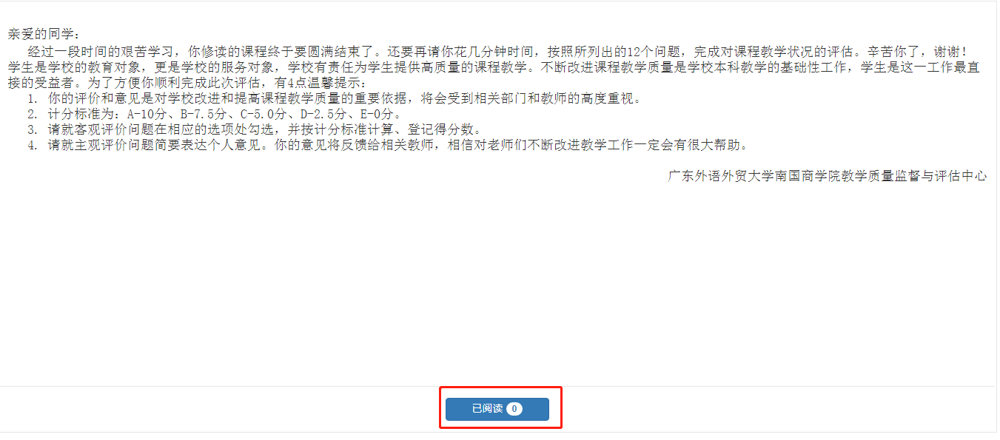 亲爱的同学：
经过一段时间的艰苦学习，你修读的课程终于要圆满结束了。还要再请你花几分钟时间，按照所列出的12个问题，完成对课程教学状况的评估。辛苦你了，谢谢！
学生是学校的教育对象，更是学校的服务对象，学校有责任为学生提供高质量的课程教学。不断改进课程教学质量是学校本科教学的基础性工作，学生是这一工作最直
接的受益者。为了方便你顺利完成此次评估，有4点温馨提示：
1. 你的评价和意见是对学校改进和提高课程教学质量的重要依据，将会受到相关部门和教师的高度重视。
2. 计分标准为：A-10分、B-7.5分、C-5.0分、D-2.5分、E-0分。
3. 请就客观评价问题在相应的选项处勾选，并按计分标准计算、登记得分数。
4. 请就主观评价问题简要表达个人意见。你的意见将反馈给相关教师，相信对老师们不断改进教学工作一定会有很大帮助。
广东外语外贸大学南国商学院教学质量监督与评估中心
已阅读 0